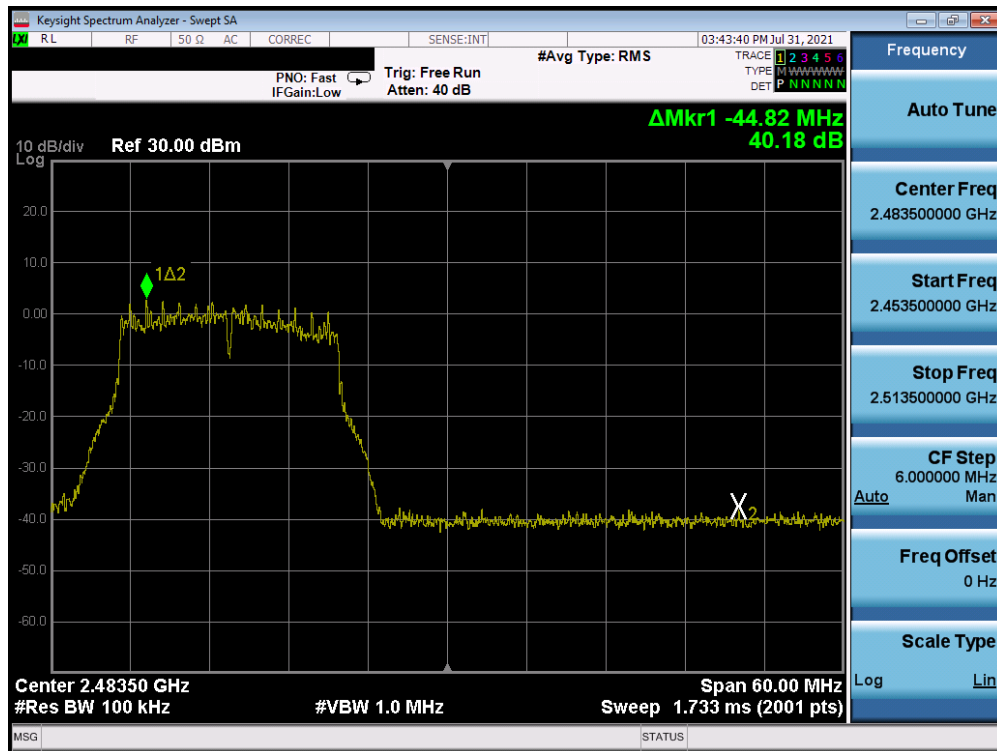 Keysight Spectrum Analyzer - Swept SA
LXI RL RF 50 Ω AC CORREC SENSE:INT 03:43:40 PM Jul 31, 2021
#Avg Type: RMS TRACE 1 2 3 4 5 6
PNO: Fast Trig: Free Run TYPE M WWWWW
IFGain:Low Atten: 40 dB DET P N N N N N
ΔMkr1 -44.82 MHz
40.18 dB
10 dB/div Ref 30.00 dBm
Log
20.0
10.0
1Δ2
0.00
-10.0
-20.0
-30.0
-40.0
X2
-50.0
-60.0
Center 2.48350 GHz Span 60.00 MHz
#Res BW 100 kHz #VBW 1.0 MHz Sweep 1.733 ms (2001 pts)
MSG STATUS
Frequency
Auto Tune
Center Freq
2.483500000 GHz
Start Freq
2.453500000 GHz
Stop Freq
2.513500000 GHz
CF Step
6.000000 MHz
Auto Man
Freq Offset
0 Hz
Scale Type
Log Lin